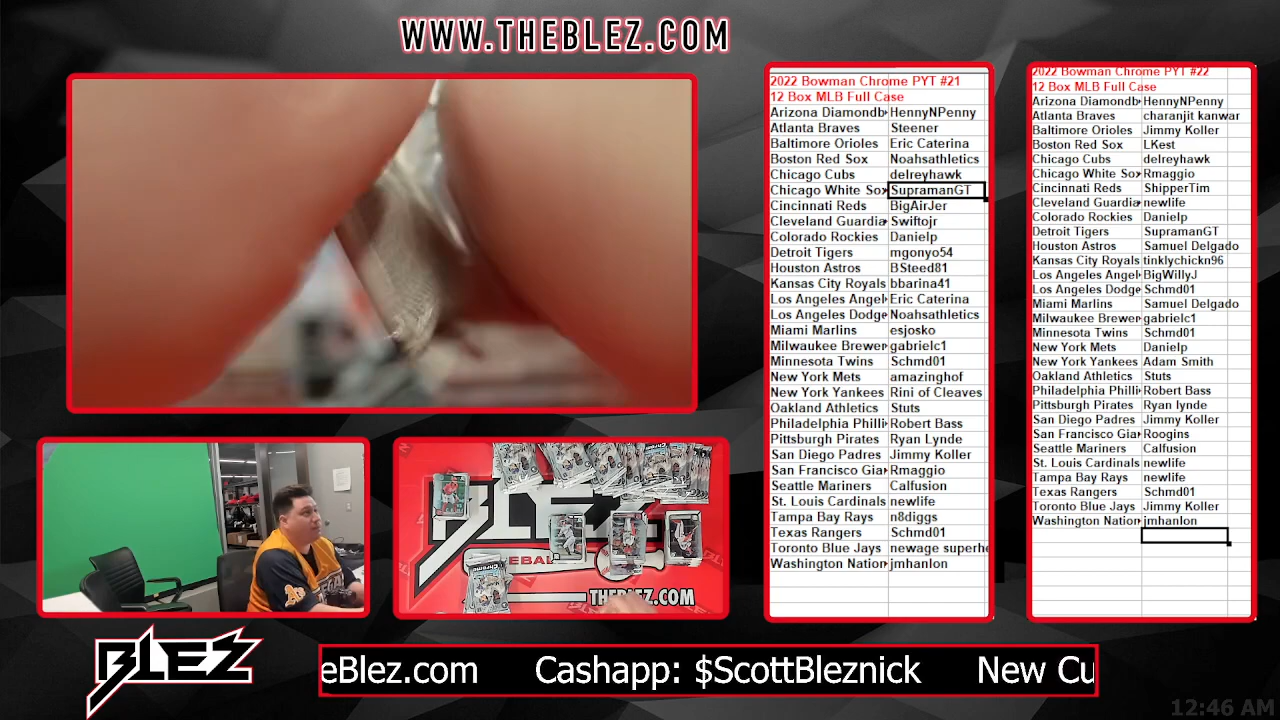 WWW.THEBLEZ.COM
2022 Bowman Chrome PYT #21
12 Box MLB Full Case
Arizona Diamondb HennyNPenny
Atlanta Braves Steener
Baltimore Orioles Eric Caterina
Boston Red Sox Noahsathletics
Chicago Cubs delreyhawk
Chicago White Sox SupramanGT
Cincinnati Reds BigAirJer
Cleveland Guardia Swiftojr
Colorado Rockies Danielp
Detroit Tigers mgonyo54
Houston Astros BSteed81
Kansas City Royals bbarina41
Los Angeles Angel Eric Caterina
Los Angeles Dodge Noahsathletics
Miami Marlins esjosko
Milwaukee Brewer gabrielc1
Minnesota Twins Schmd01
New York Mets amazinghof
New York Yankees Rini of Cleaves
Oakland Athletics Stuts
Philadelphia Philli Robert Bass
Pittsburgh Pirates Ryan Lynde
San Diego Padres Jimmy Koller
San Francisco Gia Rmaggio
Seattle Mariners Calfusion
St. Louis Cardinals newlife
Tampa Bay Rays n8diggs
Texas Rangers Schmd01
Toronto Blue Jays newage superhe
Washington Nation jmhanlon
2022 Bowman Chrome PYT #22
12 Box MLB Full Case
Arizona Diamondb HennyNPenny
Atlanta Braves charanjit kanwar
Baltimore Orioles Jimmy Koller
Boston Red Sox LKest
Chicago Cubs delreyhawk
Chicago White Sox Rmaggio
Cincinnati Reds ShipperTim
Cleveland Guardia newlife
Colorado Rockies Danielp
Detroit Tigers SupramanGT
Houston Astros Samuel Delgado
Kansas City Royals tinklychickn96
Los Angeles Angel BigWillyJ
Los Angeles Dodge Schmd01
Miami Marlins Samuel Delgado
Milwaukee Brewer gabrielc1
Minnesota Twins Schmd01
New York Mets Danielp
New York Yankees Adam Smith
Oakland Athletics Stuts
Philadelphia Philli Robert Bass
Pittsburgh Pirates Ryan lynde
San Diego Padres Jimmy Koller
San Francisco Gia Roogins
Seattle Mariners Calfusion
St. Louis Cardinals newlife
Tampa Bay Rays newlife
Texas Rangers Schmd01
Toronto Blue Jays Jimmy Koller
Washington Nation jmhanlon
BLEZ
THEBLEZ.COM
BLEZ
eBlez.com Cashapp: $ScottBleznick New Cu
12:46 AM